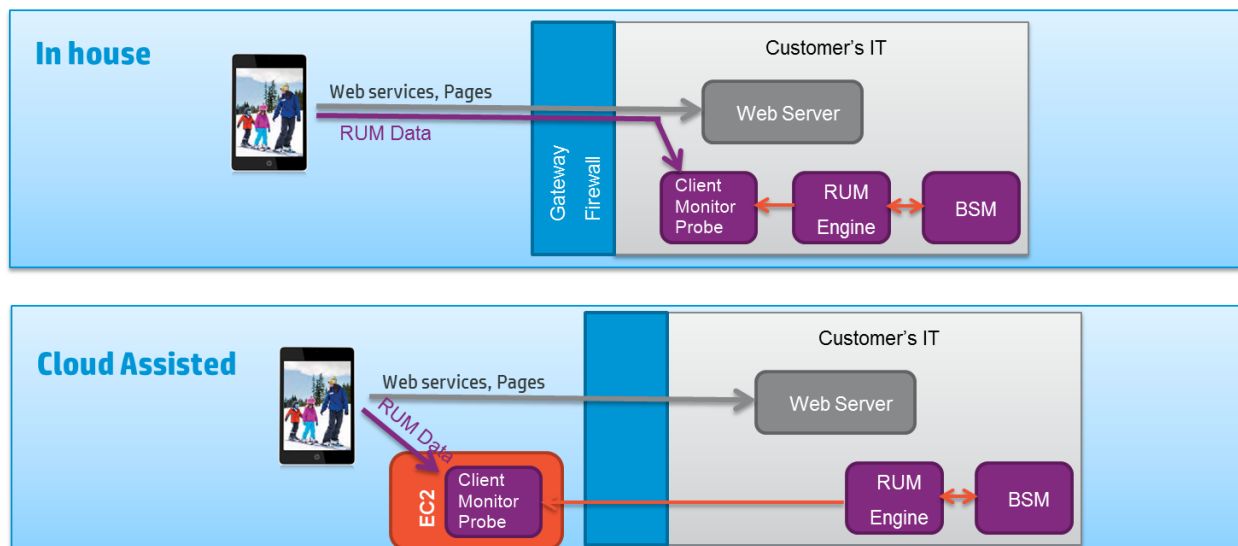 In house
Customer's IT
Web services, Pages
RUM Data
Web Server
Gateway
Firewall
Client
Monitor
Probe
RUM
Engine
BSM
Cloud Assisted
Customer's IT
Web services, Pages
RUM Data
Web Server
EC2
Client
Monitor
Probe
RUM
Engine
BSM